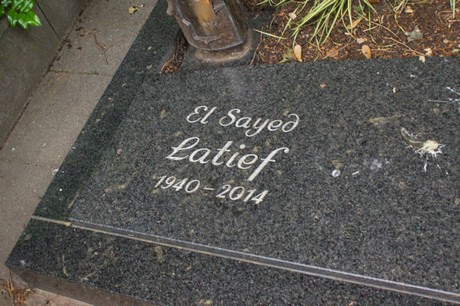 El Sayed
Latief
1940 – 2014